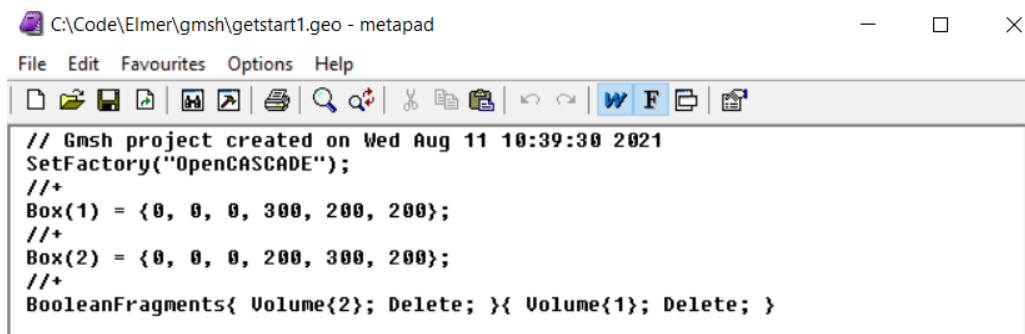 C:\Code\Elmer\gmsh\getstart1.geo - metapad
File Edit Favourites Options Help
W F
// Gmsh project created on Wed Aug 11 10:39:30 2021
SetFactory("OpenCASCADE");
//+
Box(1) = {0, 0, 0, 300, 200, 200};
//+
Box(2) = {0, 0, 0, 200, 300, 200};
//+
BooleanFragments{ Volume{2}; Delete; }{ Volume{1}; Delete; }